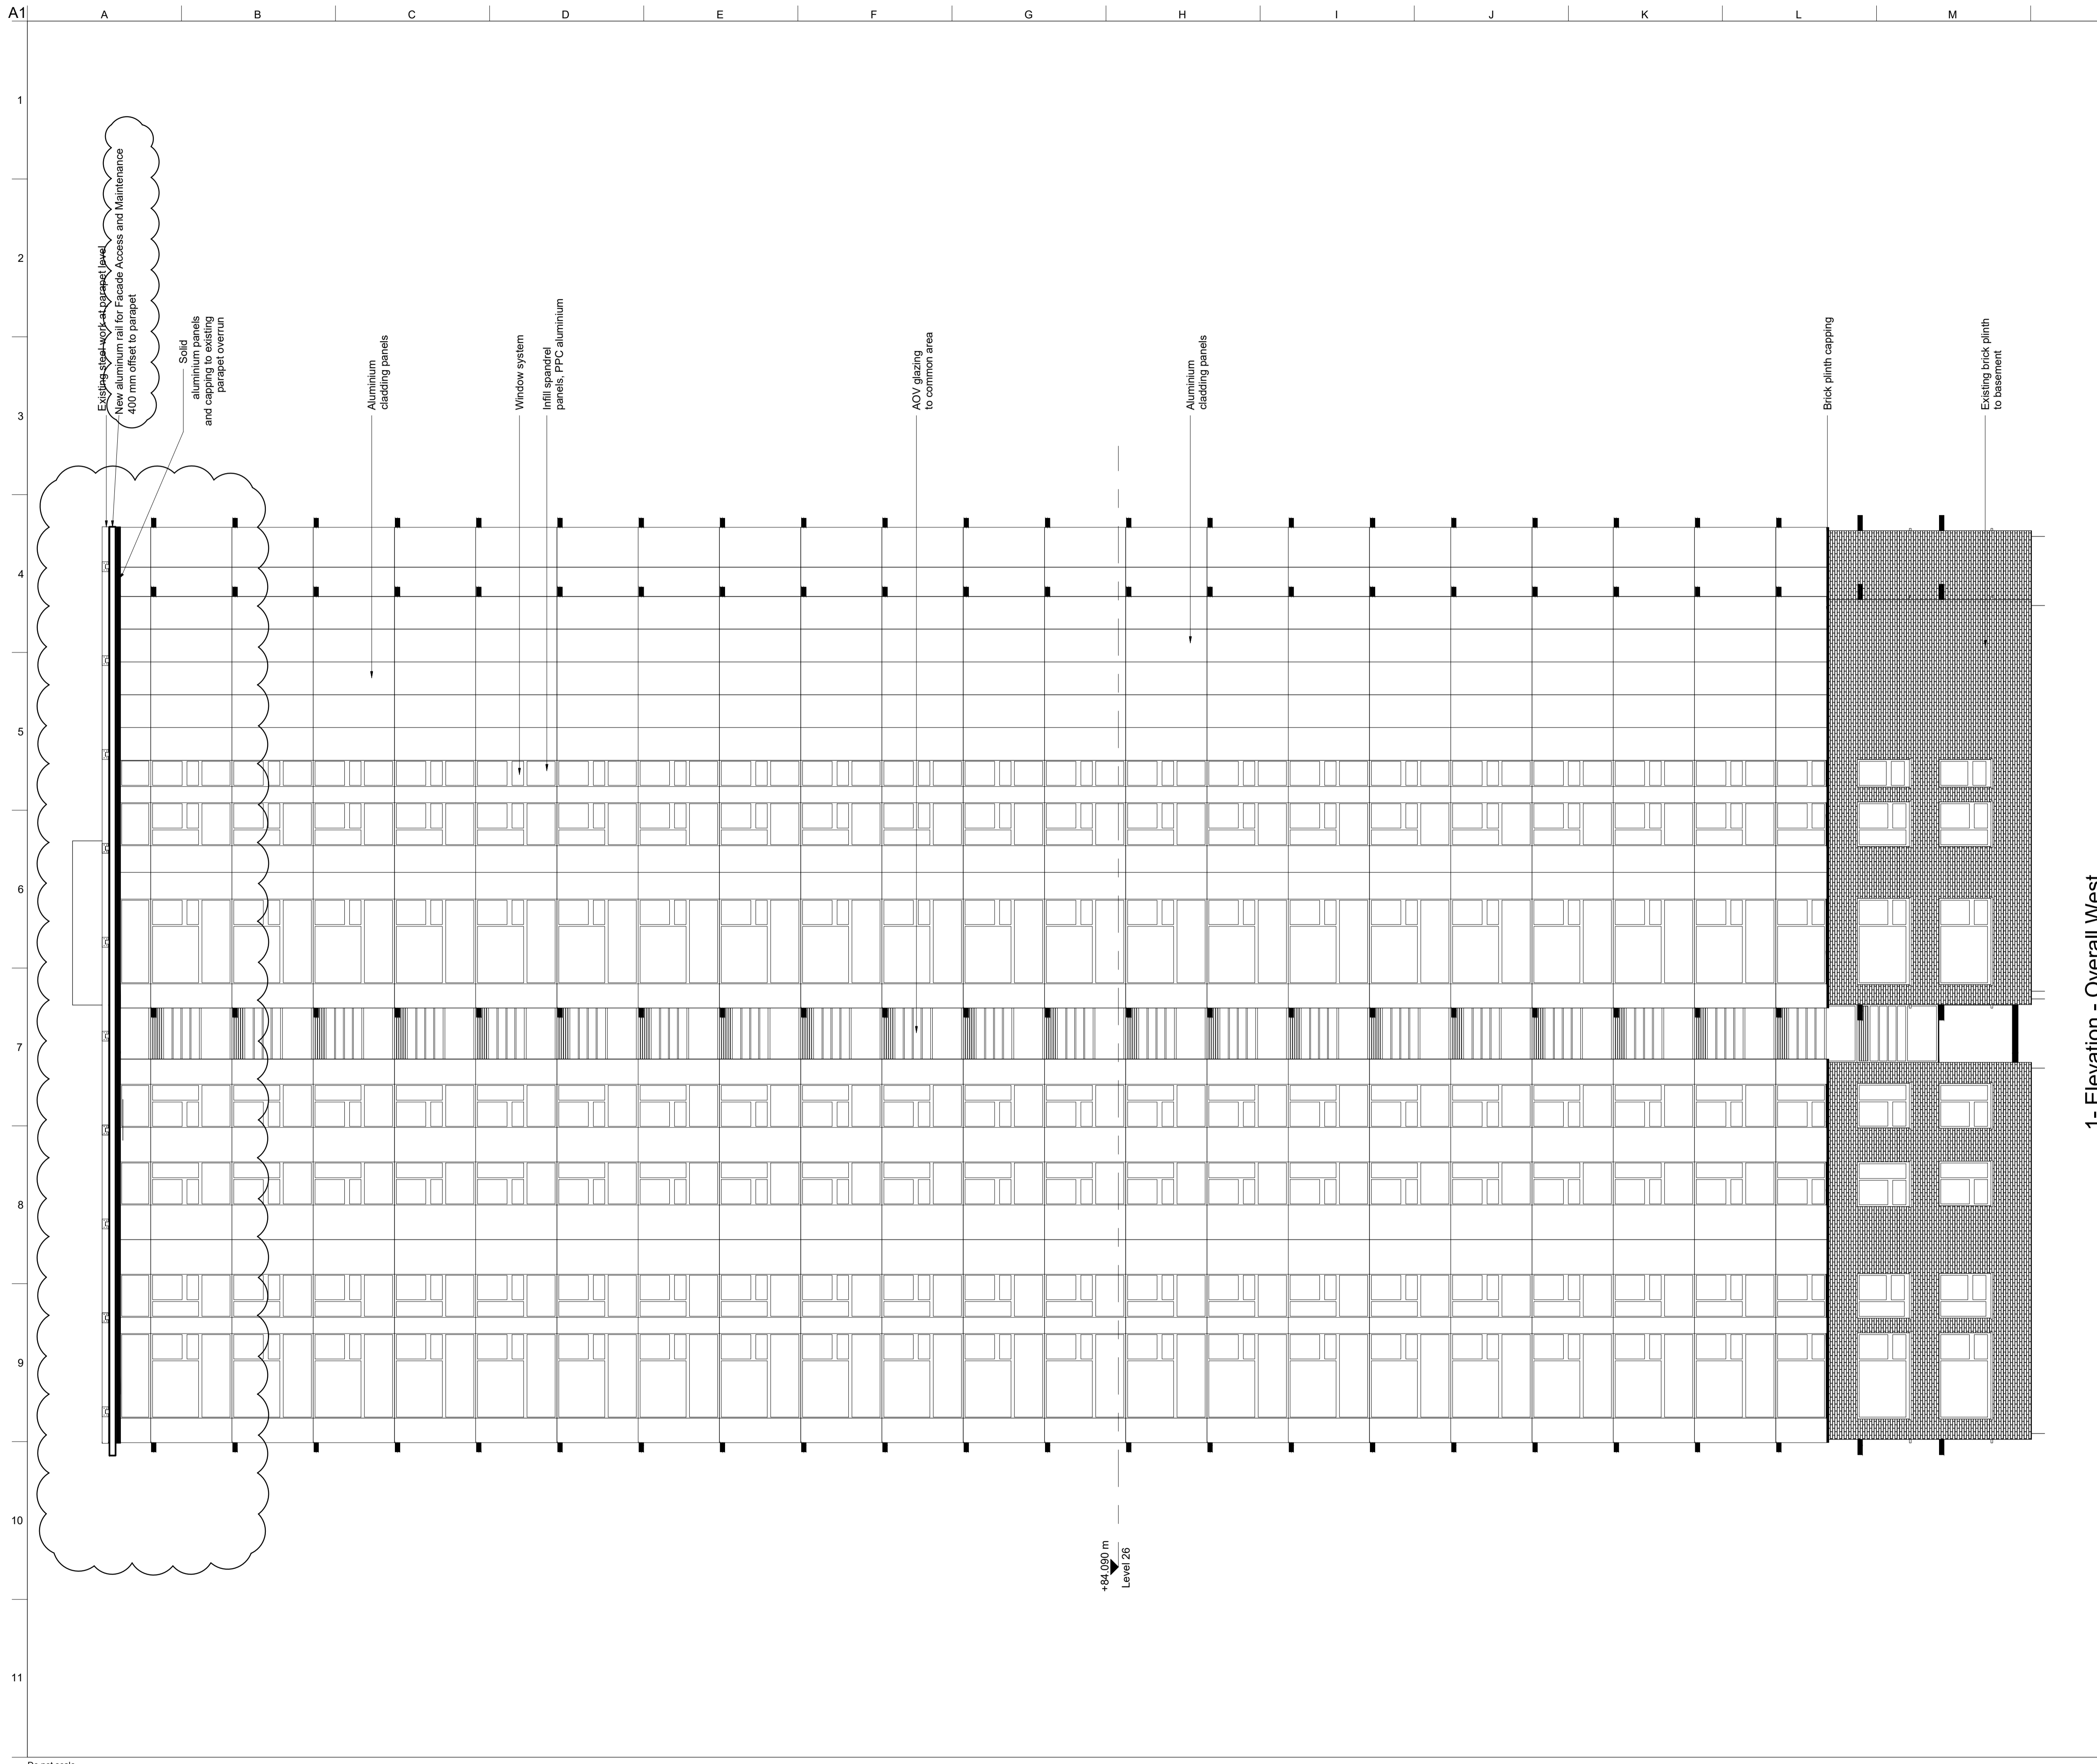 A1
A
B
C
D
E
F
G
H
I
J
K
L
M
1
2
3
4
5
6
7
8
9
10
11
Existing steel work at parapet level
New aluminum rail for Facade Access and Maintenance
400 mm offset to parapet
Solid
aluminium panels
and capping to existing
parapet overrun
Aluminium
cladding panels
Window system
Infill spandrel
panels, PPC aluminium
AOV glazing
to common area
Aluminium
cladding panels
Brick plinth capping
Existing brick plinth
to basement
+84.090 m
Level 26
1- Elevation - Overall West
Do not scale